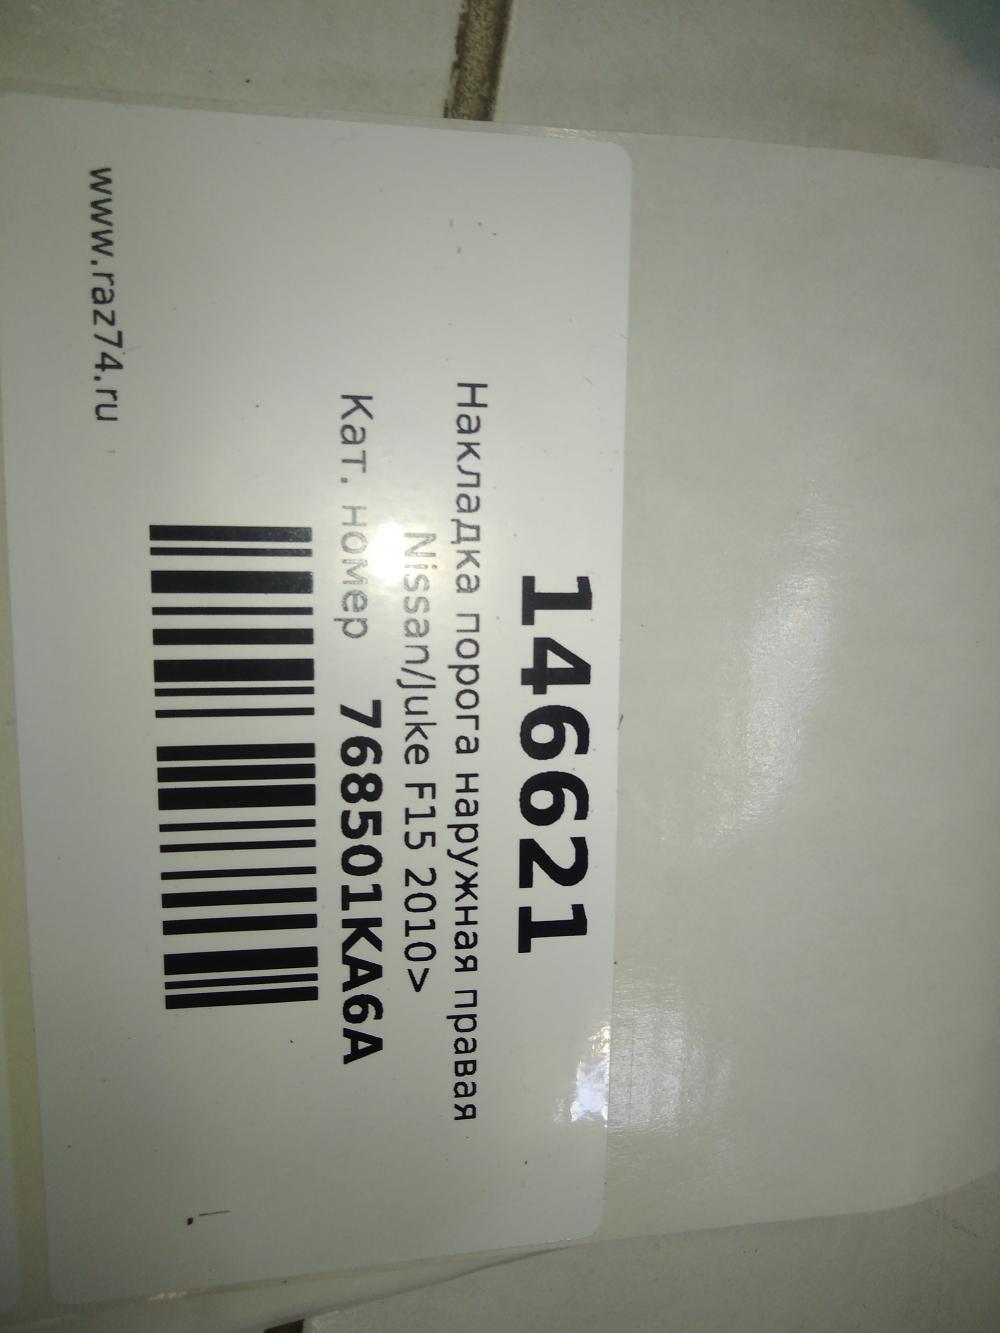 146621
Накладка порога наружная правая
Nissan/Juke F15 2010>
Кат. номер 768501KA6A
www.raz74.ru